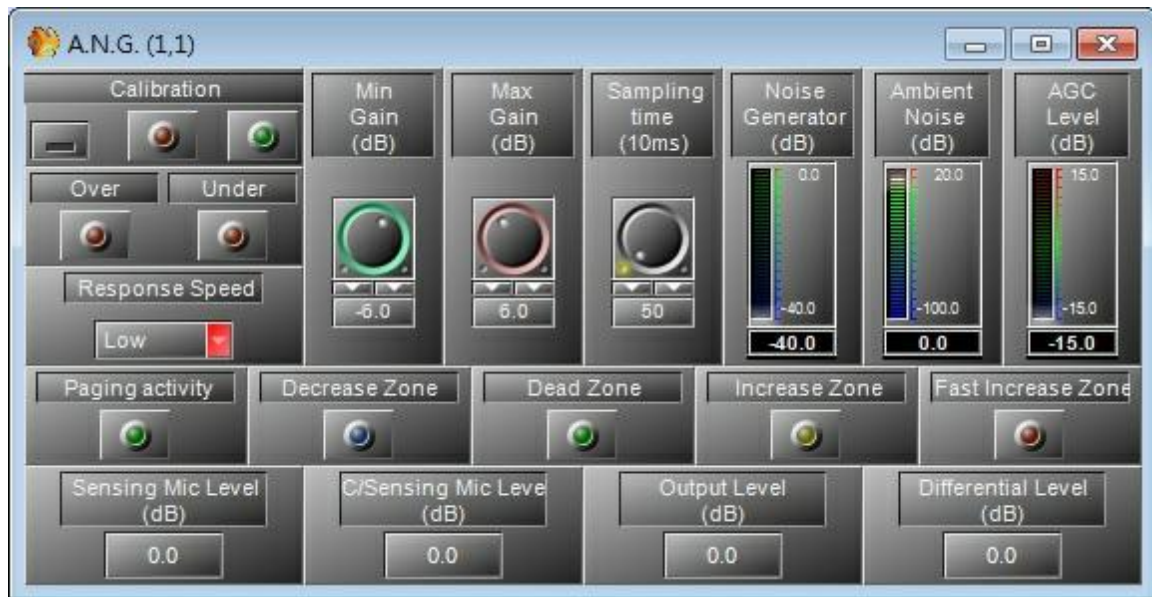 A.N.G. (1,1)
Calibration
Over Under
Response Speed
Low
Min
Gain
(dB)
-6.0
Max
Gain
(dB)
6.0
Sampling
time
(10ms)
50
Noise
Generator
(dB)
0.0
-40.0
-40.0
Ambient
Noise
(dB)
20.0
-100.0
0.0
AGC
Level
(dB)
15.0
-15.0
-15.0
Paging activity
Decrease Zone
Dead Zone
Increase Zone
Fast Increase Zone
Sensing Mic Level
(dB)
0.0
C/Sensing Mic Leve
(dB)
0.0
Output Level
(dB)
0.0
Differential Level
(dB)
0.0